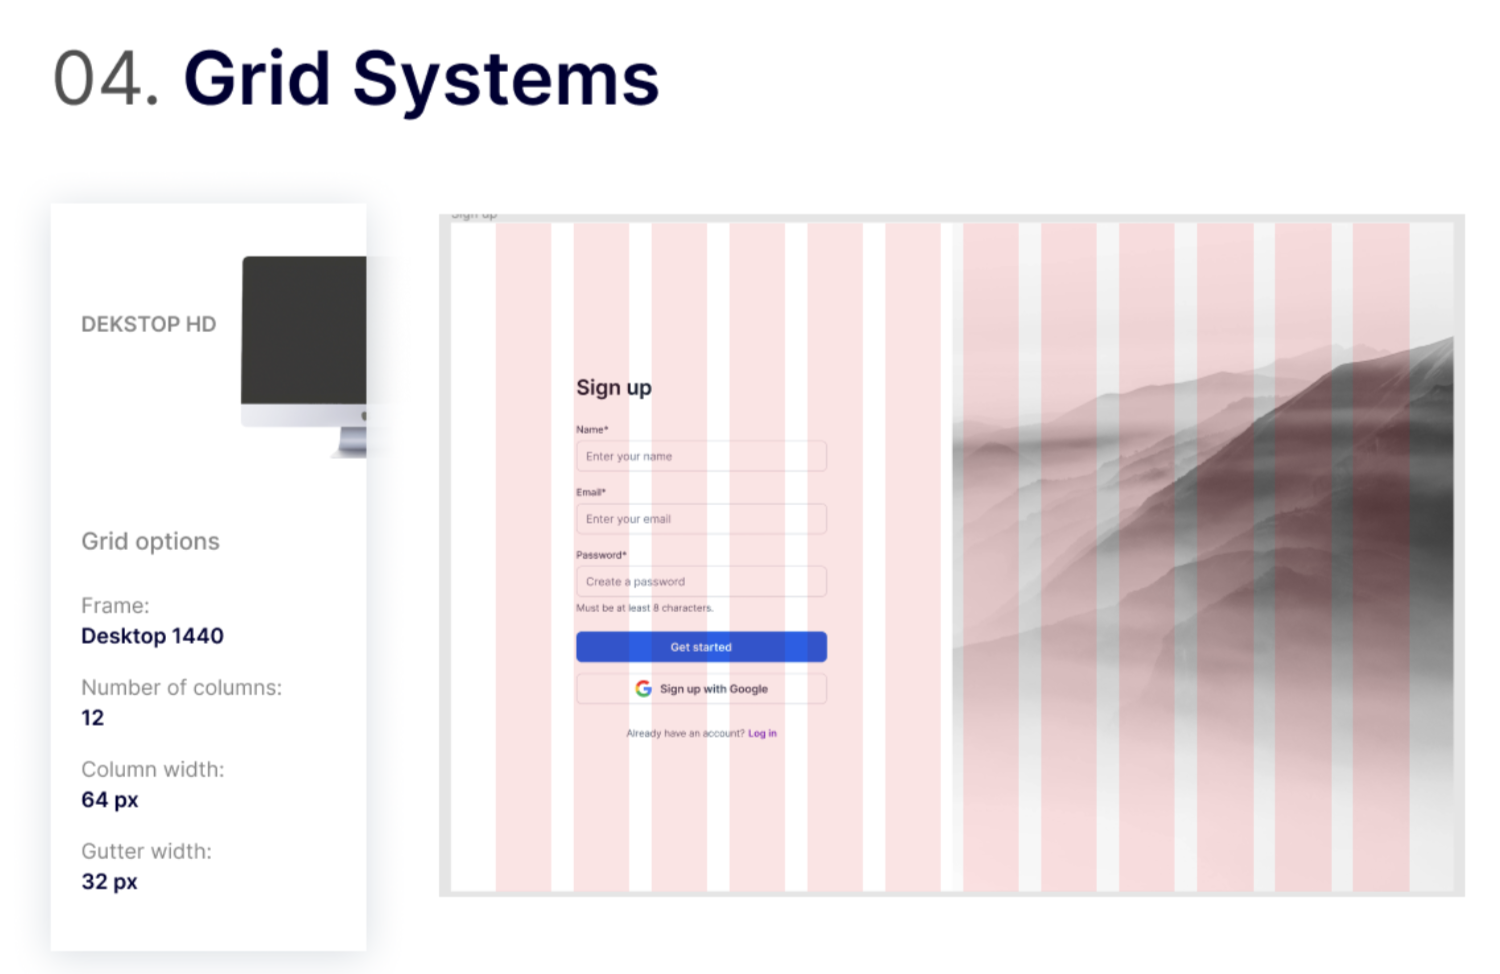 04. Grid Systems
DEKSTOP HD
Grid options
Frame:
Desktop 1440
Number of columns:
12
Column width:
64 px
Gutter width:
32 px
Sign up
Sign up
Name*
Enter your name
Email*
Enter your email
Password*
Create a password
Must be at least 8 characters.
Get started
Sign up with Google
Already have an account? Log in